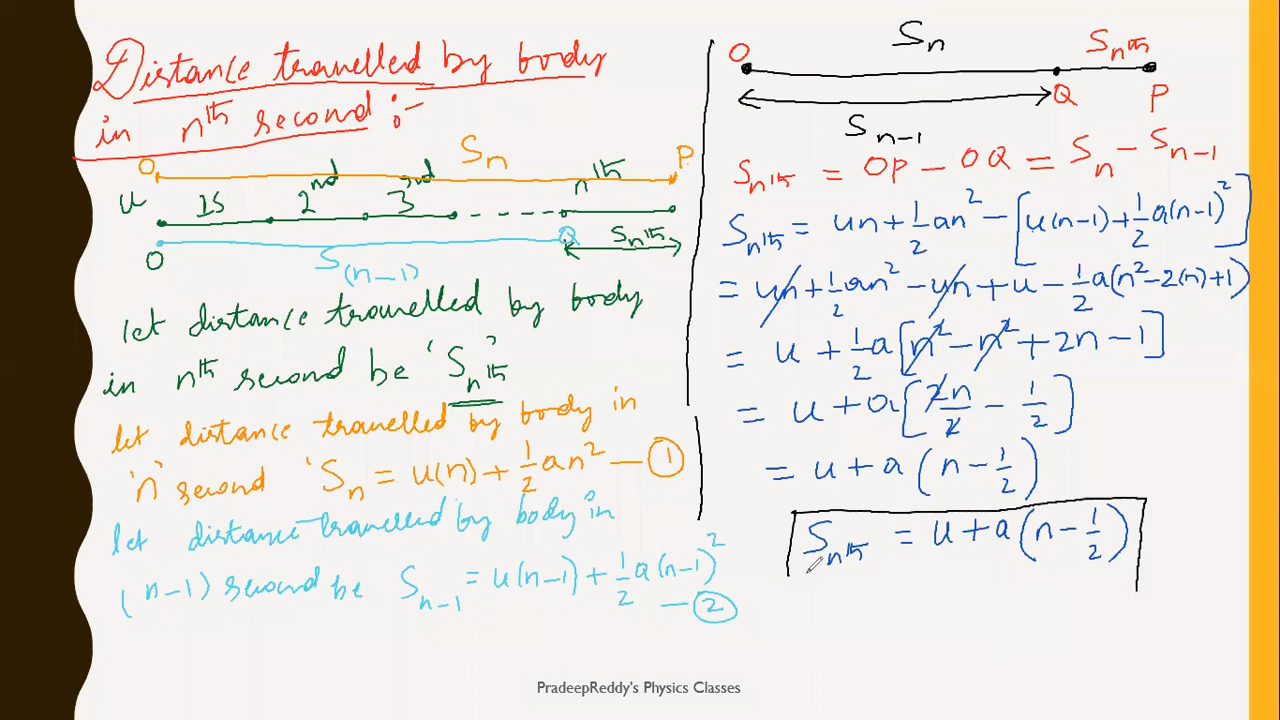 Distance travelled by body
in nth second :-
O Sn P
u 1S 2nd 3rd nth
O S(n-1) Q Snth
let distance travelled by body
in nth second be 'Snth'
let distance travelled by body in
'n' second 'Sn = u(n) + 1/2 an² — ①
let distance travelled by body in
(n-1) second be Sn-1 = u(n-1) + 1/2 a(n-1)² — ②
O Sn Snth
Q P
Sn-1
Snth = OP - OQ = Sn - Sn-1
Snth = un + 1/2 an² - [u(n-1) + 1/2 a(n-1)²]
= un + 1/2 an² - un + u - 1/2 a(n² - 2(n) + 1)
= u + 1/2 a[n² - n² + 2n - 1]
= u + a[2n/2 - 1/2]
= u + a(n - 1/2)
Snth = u + a(n - 1/2)
PradeepReddy's Physics Classes